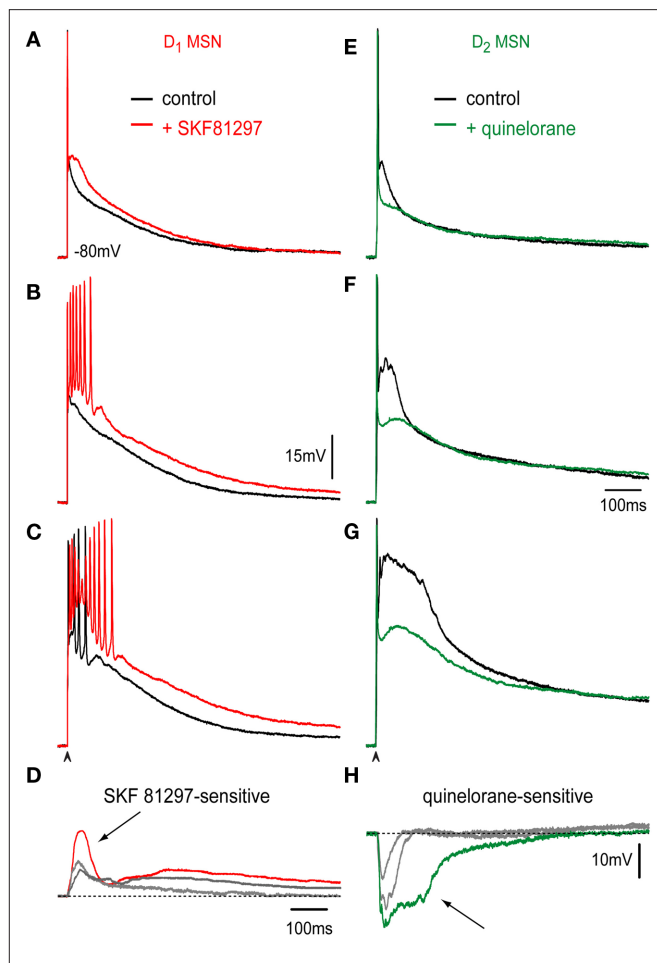 A
D1 MSN
control
+ SKF81297
-80mV
B
15mV
C
D
SKF 81297-sensitive
100ms
E
D2 MSN
control
+ quinelorane
F
100ms
G
H
quinelorane-sensitive
10mV